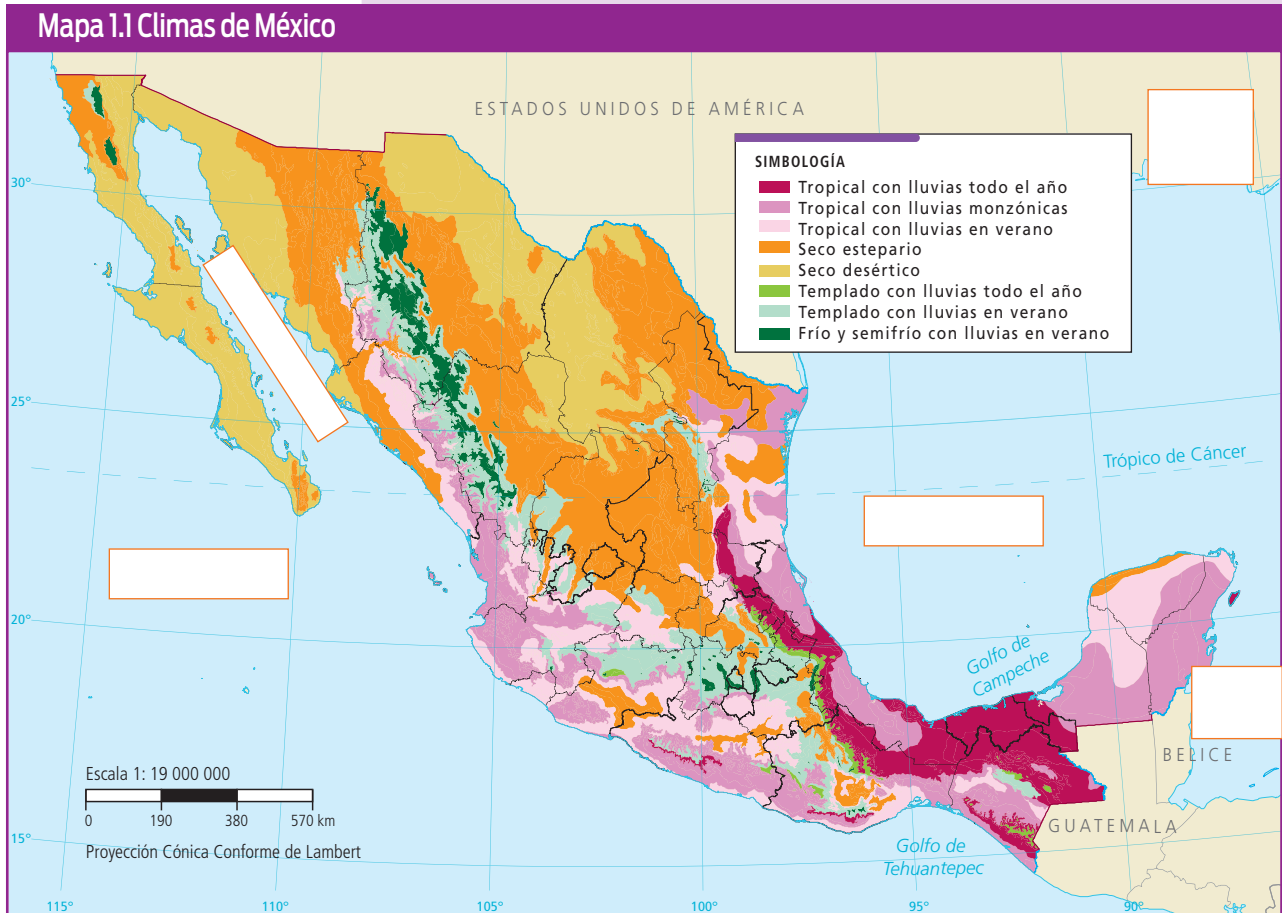 Mapa 1.1 Climas de México
ESTADOS UNIDOS DE AMÉRICA
SIMBOLOGÍA
Tropical con lluvias todo el año
Tropical con lluvias monzónicas
Tropical con lluvias en verano
Seco estepario
Seco desértico
Templado con lluvias todo el año
Templado con lluvias en verano
Frío y semifrío con lluvias en verano
30°
25°
Trópico de Cáncer
20°
Golfo de
Campeche
BELICE
GUATEMALA
Golfo de
Tehuantepec
Escala 1: 19 000 000
0 190 380 570 km
Proyección Cónica Conforme de Lambert
15°
115° 110° 105° 100° 95° 90°